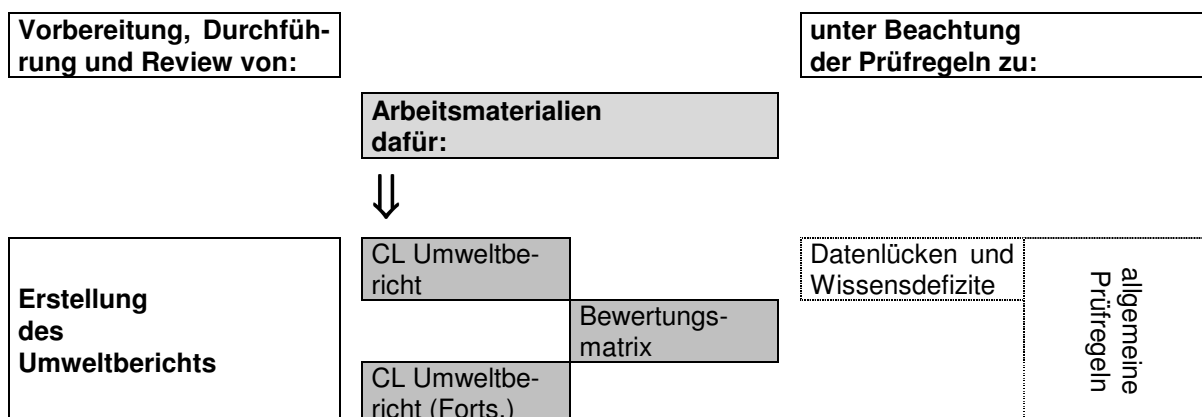 Vorbereitung, Durchfüh-
rung und Review von:
unter Beachtung
der Prüfregeln zu:
Arbeitsmaterialien
dafür:
⇓
Erstellung
des
Umweltberichts
CL Umweltbe-
richt
Bewertungs-
matrix
CL Umweltbe-
richt (Forts.)
Datenlücken und
Wissensdefizite
allgemeine
Prüfregeln